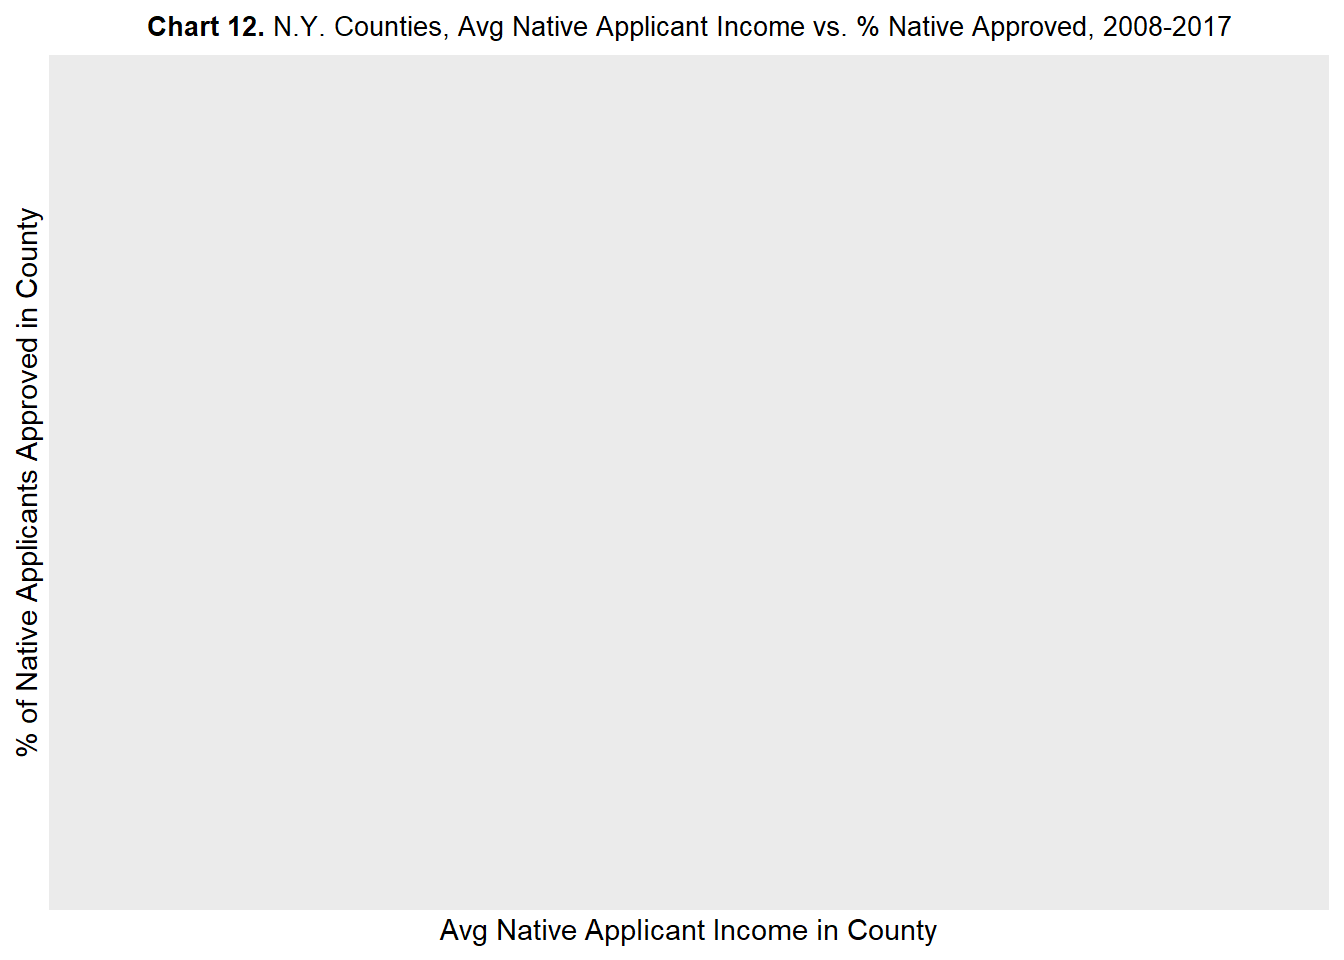 Chart 12. N.Y. Counties, Avg Native Applicant Income vs. % Native Approved, 2008-2017
% of Native Applicants Approved in County
Avg Native Applicant Income in County